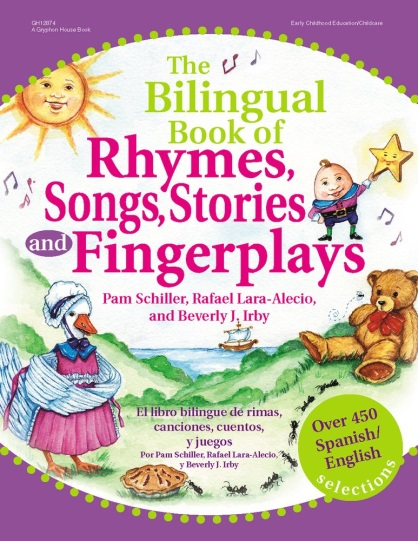 GH12874
A Gryphon House Book
Early Childhood Education/Childcare
The
Bilingual
Book of
Rhymes,
Songs, Stories
and Fingerplays
Pam Schiller, Rafael Lara-Alecio,
and Beverly J. Irby
El libro bilingue de rimas,
canciones, cuentos,
y juegos
Por Pam Schiller, Rafael Lara-Alecio,
y Beverly J. Irby
Over 450
Spanish/
English
selections